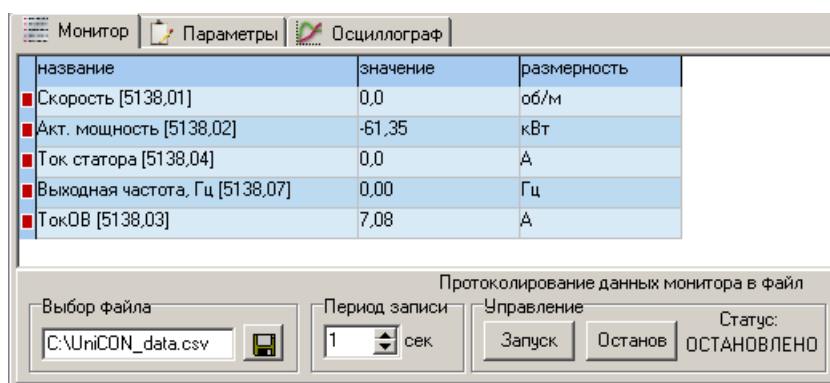 Монитор Параметры Осциллограф
название значение размерность
Скорость [5138,01] 0,0 об/м
Акт. мощность [5138,02] -61,35 кВт
Ток статора [5138,04] 0,0 А
Выходная частота, Гц [5138,07] 0,00 Гц
ТокОВ [5138,03] 7,08 А
Протоколирование данных монитора в файл
Выбор файла Период записи Управление
Статус:
C:\UniCON_data.csv 1 сек Запуск Останов ОСТАНОВЛЕНО